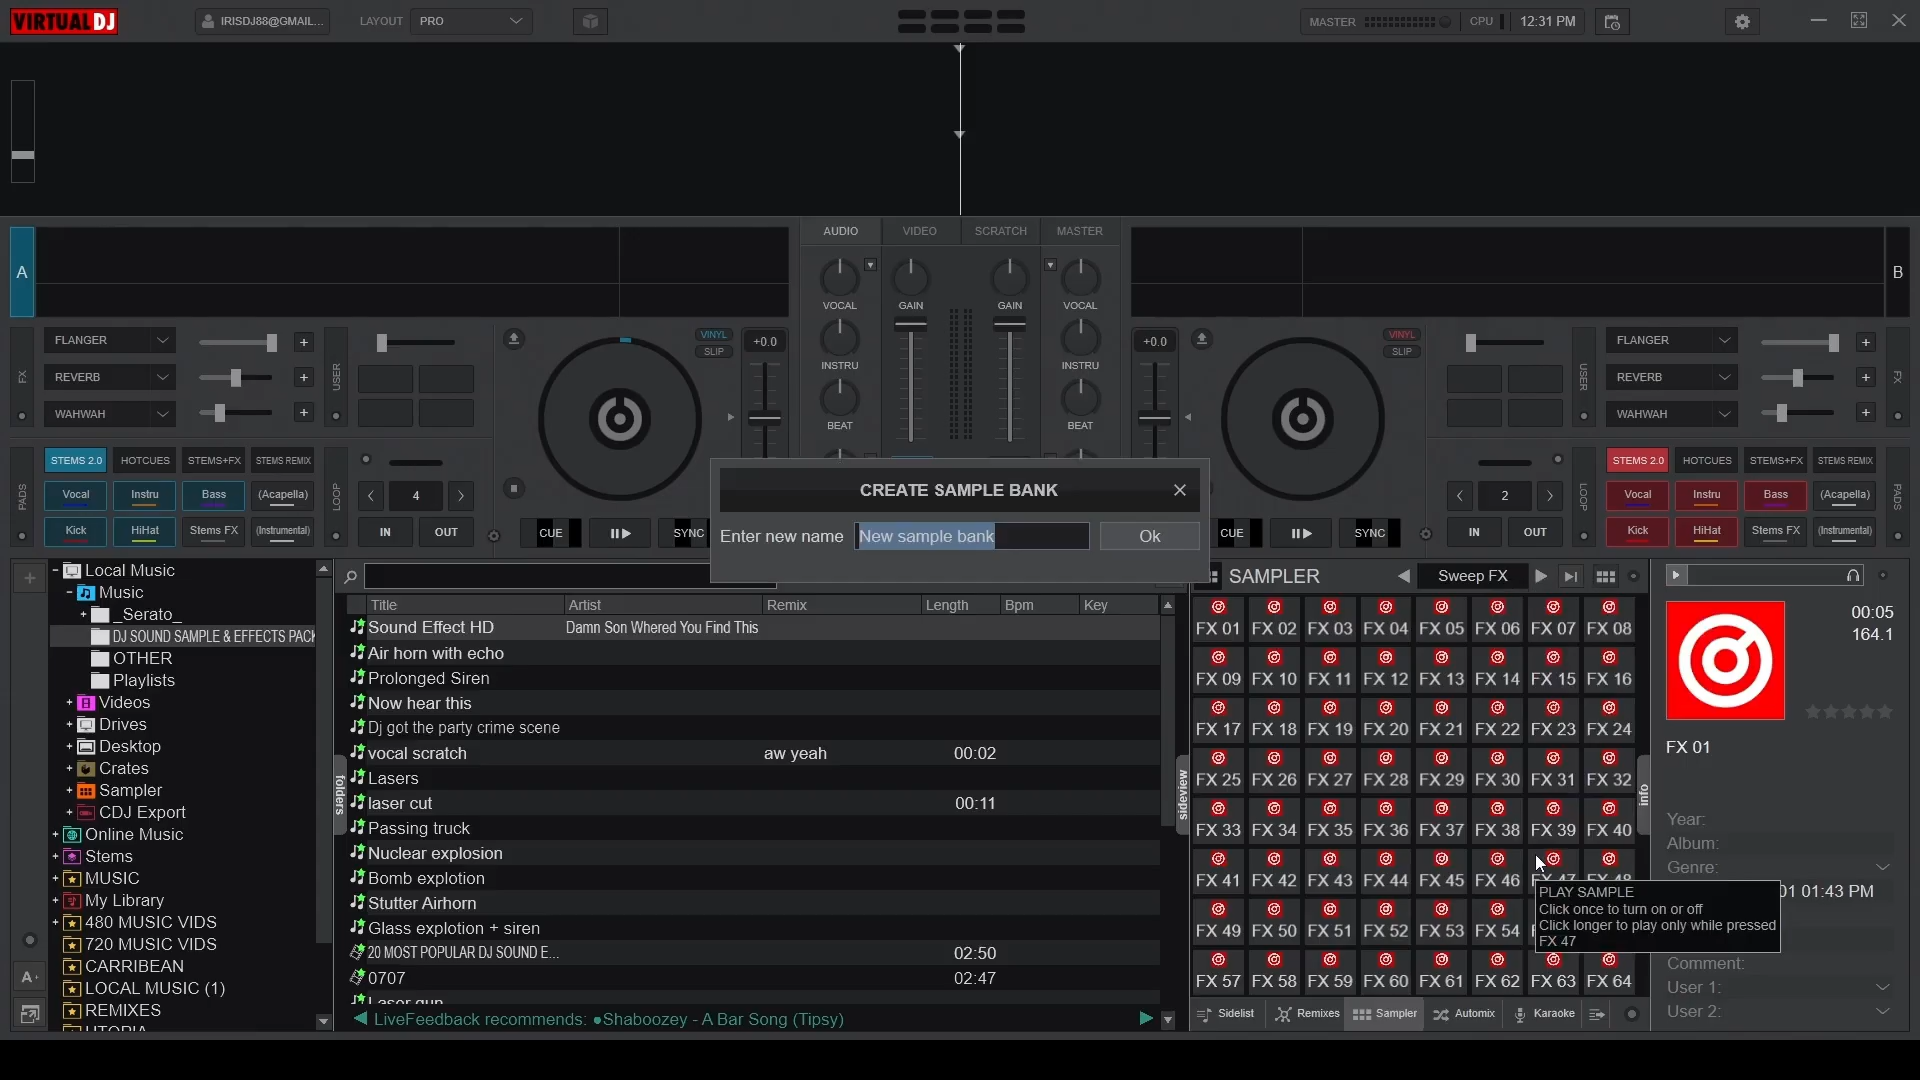 VIRTUAL DJ
IRISDJ88@GMAIL...
LAYOUT
PRO
MASTER
CPU
12:31 PM
A
AUDIO
VIDEO
SCRATCH
MASTER
B
VOCAL
GAIN
GAIN
VOCAL
INSTRU
INSTRU
BEAT
BEAT
FX
FLANGER
+
REVERB
+
WAHWAH
+
USER
VINYL
SLIP
+0.0
+0.0
VINYL
SLIP
USER
FLANGER
+
REVERB
+
WAHWAH
+
FX
PADS
STEMS 2.0
HOTCUES
STEMS+FX
STEMS REMIX
Vocal
Instru
Bass
(Acapella)
Kick
HiHat
Stems FX
(Instrumental)
LOOP
4
IN
OUT
CUE
SYNC
CREATE SAMPLE BANK
Enter new name
New sample bank
Ok
CUE
SYNC
2
IN
OUT
LOOP
STEMS 2.0
HOTCUES
STEMS+FX
STEMS REMIX
Vocal
Instru
Bass
(Acapella)
Kick
HiHat
Stems FX
(Instrumental)
PADS
Local Music
Music
_Serato_
DJ SOUND SAMPLE & EFFECTS PACK
OTHER
Playlists
Videos
Drives
Desktop
Crates
Sampler
CDJ Export
Online Music
Stems
MUSIC
My Library
480 MUSIC VIDS
720 MUSIC VIDS
CARRIBEAN
LOCAL MUSIC (1)
REMIXES
UTOPIA
A+
folders
Title Artist Remix Length Bpm Key
Sound Effect HD Damn Son Whered You Find This
Air horn with echo
Prolonged Siren
Now hear this
Dj got the party crime scene
vocal scratch aw yeah 00:02
Lasers
laser cut 00:11
Passing truck
Nuclear explosion
Bomb explotion
Stutter Airhorn
Glass explotion + siren
20 MOST POPULAR DJ SOUND E... 02:50
0707 02:47
Laser gun
LiveFeedback recommends: ●Shaboozey - A Bar Song (Tipsy)
sideview
SAMPLER
Sweep FX
FX 01 FX 02 FX 03 FX 04 FX 05 FX 06 FX 07 FX 08
FX 09 FX 10 FX 11 FX 12 FX 13 FX 14 FX 15 FX 16
FX 17 FX 18 FX 19 FX 20 FX 21 FX 22 FX 23 FX 24
FX 25 FX 26 FX 27 FX 28 FX 29 FX 30 FX 31 FX 32
FX 33 FX 34 FX 35 FX 36 FX 37 FX 38 FX 39 FX 40
FX 41 FX 42 FX 43 FX 44 FX 45 FX 46 FX 47 FX 48
FX 49 FX 50 FX 51 FX 52 FX 53 FX 54
FX 57 FX 58 FX 59 FX 60 FX 61 FX 62 FX 63 FX 64
PLAY SAMPLE
Click once to turn on or off
Click longer to play only while pressed
FX 47
Sidelist
Remixes
Sampler
Automix
Karaoke
info
00:05
164.1
FX 01
Year:
Album:
Genre:
01 01:43 PM
Comment:
User 1:
User 2: